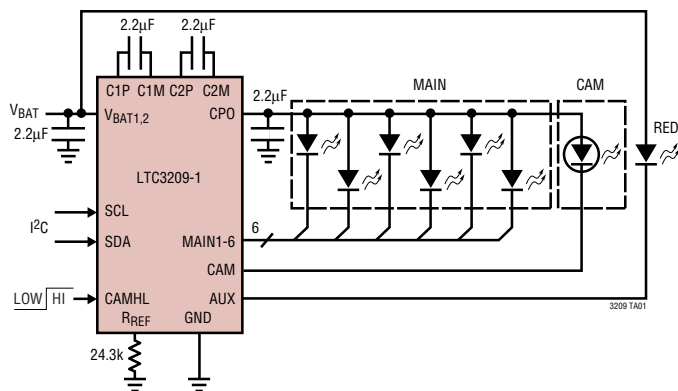 2.2µF 2.2µF
C1P C1M C2P C2M
VBAT VBAT1,2 CPO 2.2µF
2.2µF
MAIN CAM
RED
LTC3209-1
SCL
I²C
SDA
MAIN1-6 6
CAM
LOW HI CAMHL AUX
RREF GND
24.3k
3209 TA01